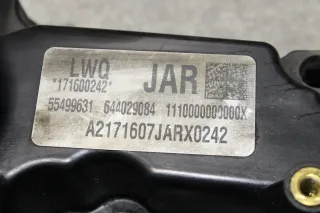 LWQ JAR
*171600242*
55499631 644029084 1110000000000X
A2171607JARX0242